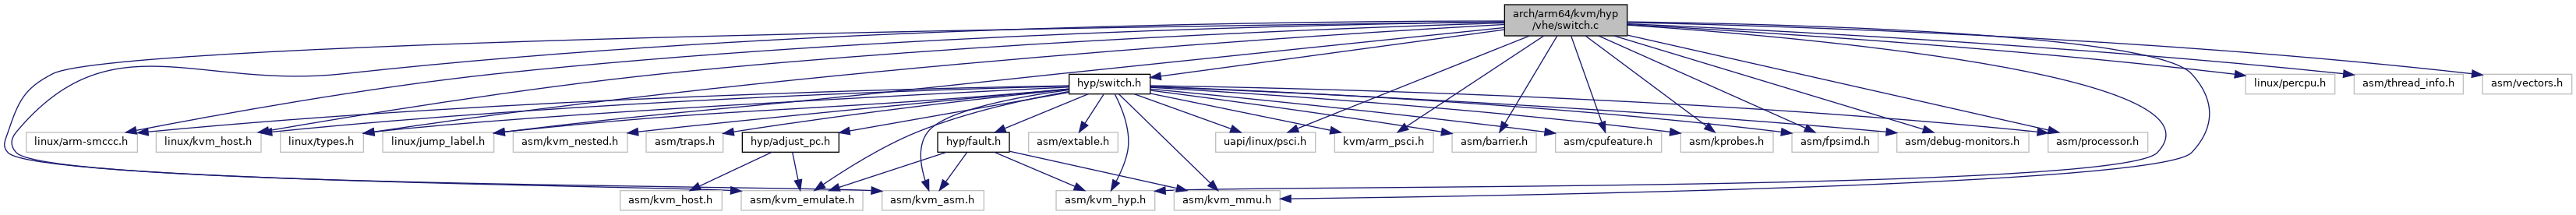 arch/arm64/kvm/hyp
/vhe/switch.c
hyp/switch.h
linux/percpu.h
asm/thread_info.h
asm/vectors.h
linux/arm-smccc.h
linux/kvm_host.h
linux/types.h
linux/jump_label.h
asm/kvm_nested.h
asm/traps.h
hyp/adjust_pc.h
hyp/fault.h
asm/extable.h
uapi/linux/psci.h
kvm/arm_psci.h
asm/barrier.h
asm/cpufeature.h
asm/kprobes.h
asm/fpsimd.h
asm/debug-monitors.h
asm/processor.h
asm/kvm_host.h
asm/kvm_emulate.h
asm/kvm_asm.h
asm/kvm_hyp.h
asm/kvm_mmu.h